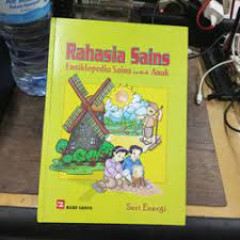 Rahasia Sains
Ensiklopedia Sains untuk Anak
Seri Energi